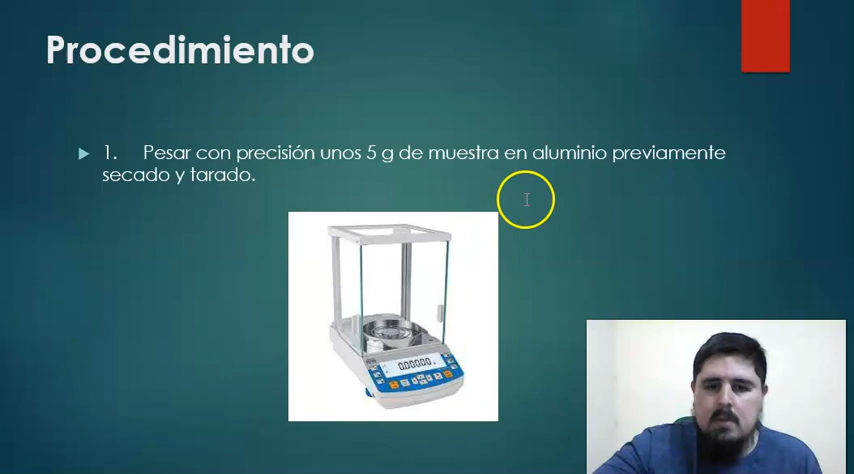 Procedimiento
1. Pesar con precisión unos 5 g de muestra en aluminio previamente
secado y tarado.
0.00000